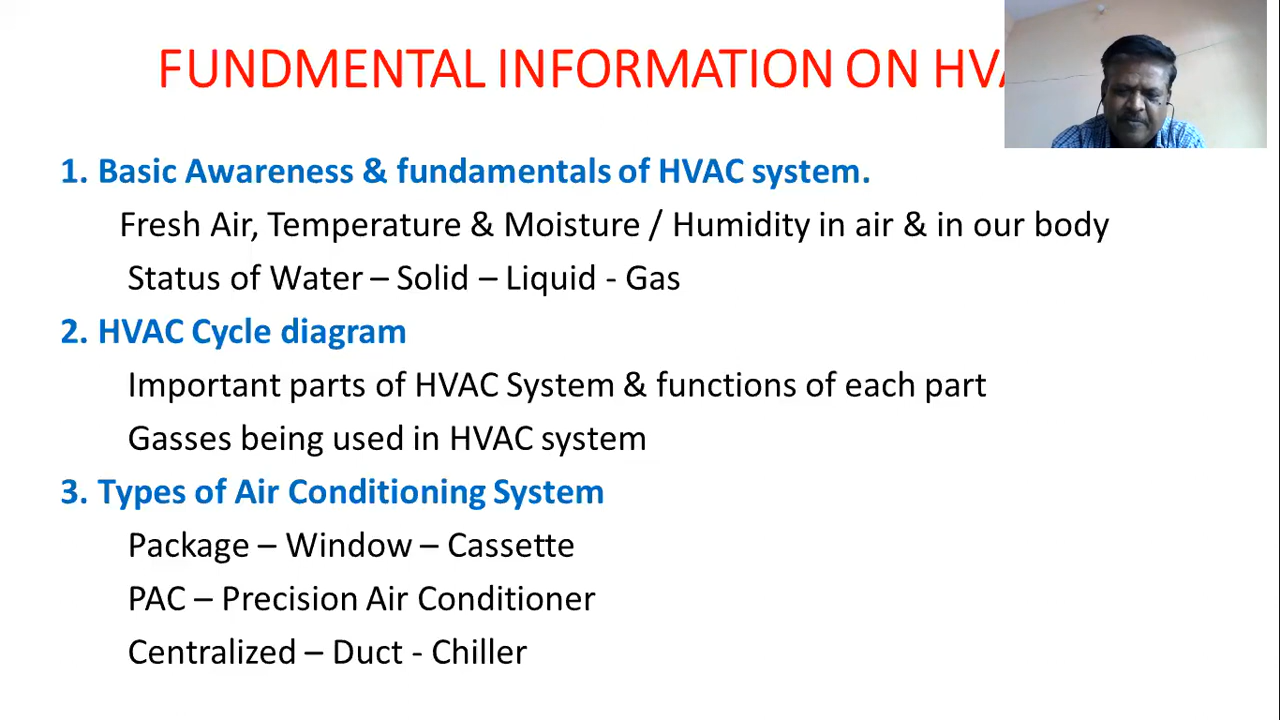 FUNDMENTAL INFORMATION ON
1. Basic Awareness & fundamentals of HVAC system.
Fresh Air, Temperature & Moisture / Humidity in air & in our body
Status of Water – Solid – Liquid - Gas
2. HVAC Cycle diagram
Important parts of HVAC System & functions of each part
Gasses being used in HVAC system
3. Types of Air Conditioning System
Package – Window – Cassette
PAC – Precision Air Conditioner
Centralized – Duct - Chiller